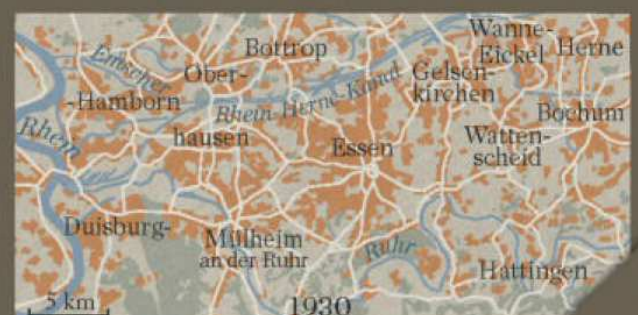 Wanne-
Eickel
Herne
Bottrop
Emscher
Ober-
Gelsen-
kirchen
-Hamborn
Rhein-Herne-Kanal
Bochum
Rhein
hausen
Essen
Watten-
scheid
Duisburg-
Mülheim
an der Ruhr
Ruhr
Hattingen
5 km
1930